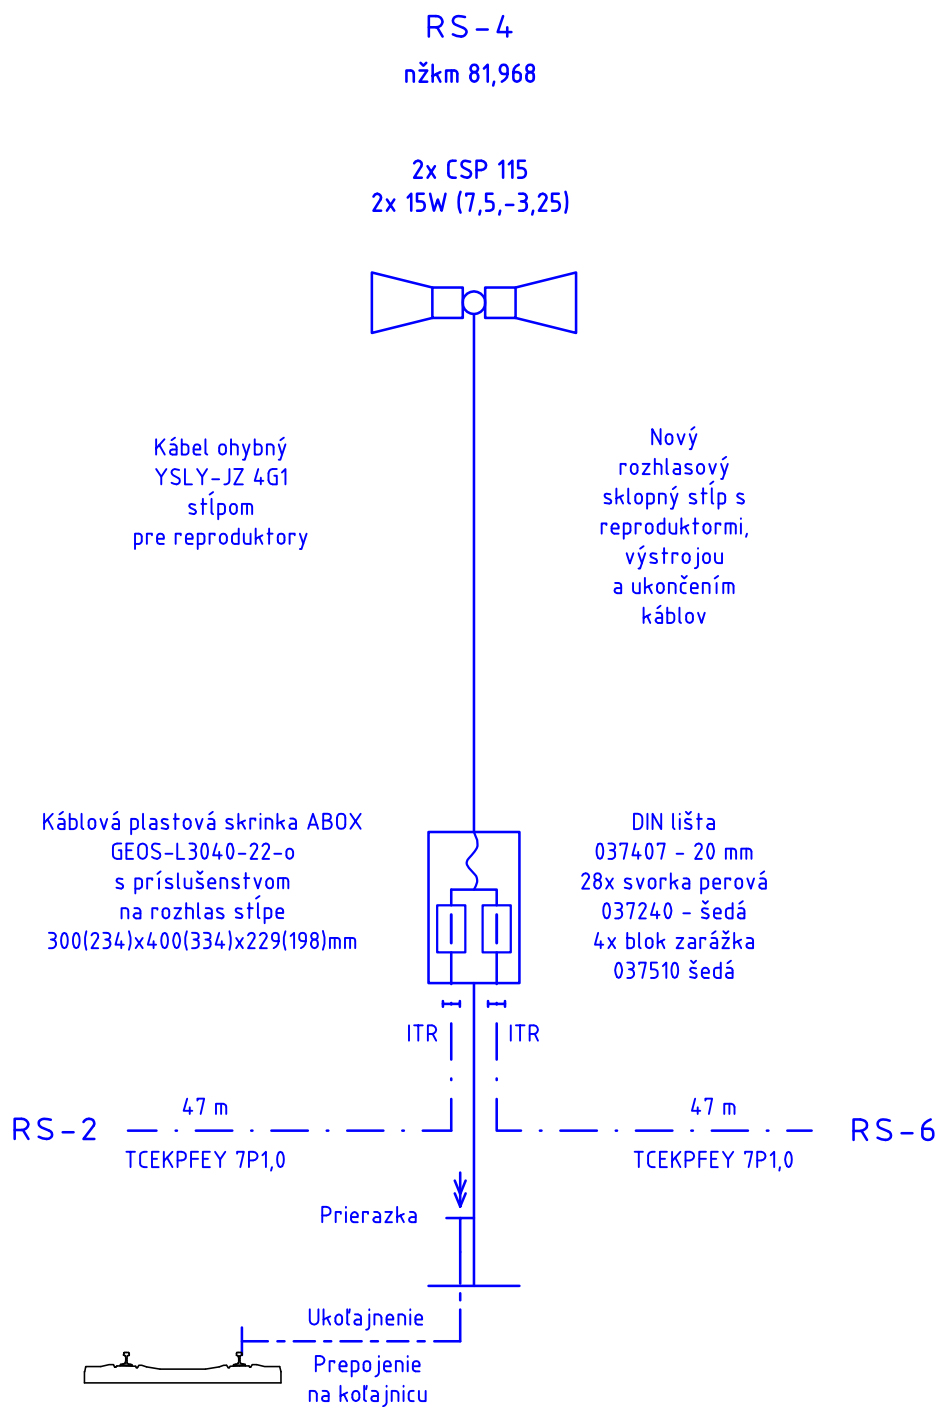 RS-4
nžkm 81,968
2x CSP 115
2x 15W (7,5,-3,25)
Kábel ohybný
YSLY-JZ 4G1
stĺpom
pre reproduktory
Nový
rozhlasový
sklopný stĺp s
reproduktormi,
výstrojou
a ukončením
káblov
Káblová plastová skrinka ABOX
GEOS-L3040-22-o
s príslušenstvom
na rozhlas stĺpe
300(234)x400(334)x229(198)mm
DIN lišta
037407 - 20 mm
28x svorka perová
037240 - šedá
4x blok zarážka
037510 šedá
ITR
ITR
RS-2
47 m
TCEKPFEY 7P1,0
47 m
TCEKPFEY 7P1,0
RS-6
Prierazka
Ukoľajnenie
Prepojenie
na koľajnicu